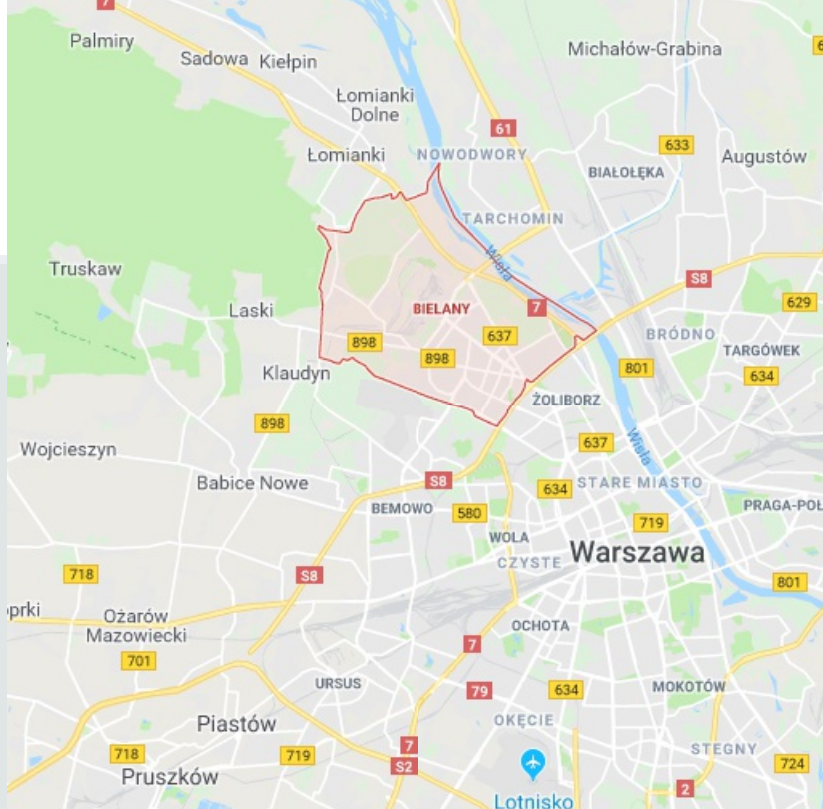 7
Palmiry
Sadowa
Kiełpin
Michałów-Grabina
Łomianki
Dolne
61
633
Łomianki
NOWODWORY
Augustów
BIAŁOŁĘKA
TARCHOMIN
Truskaw
Wisła
S8
Laski
BIELANY
7
629
898
637
BRÓDNO
898
TARGÓWEK
Klaudyn
801
634
ŻOLIBORZ
898
Wisła
637
Wojcieszyn
Babice Nowe
S8
634
STARE MIASTO
BEMOWO
580
719
PRAGA-POŁ
WOLA
CZYSTE
Warszawa
718
S8
801
oprki
Ożarów
Mazowiecki
OCHOTA
7
701
URSUS
79
634
MOKOTÓW
Piastów
OKĘCIE
718
719
7
S2
STEGNY
724
Pruszków
2
Lotnisko